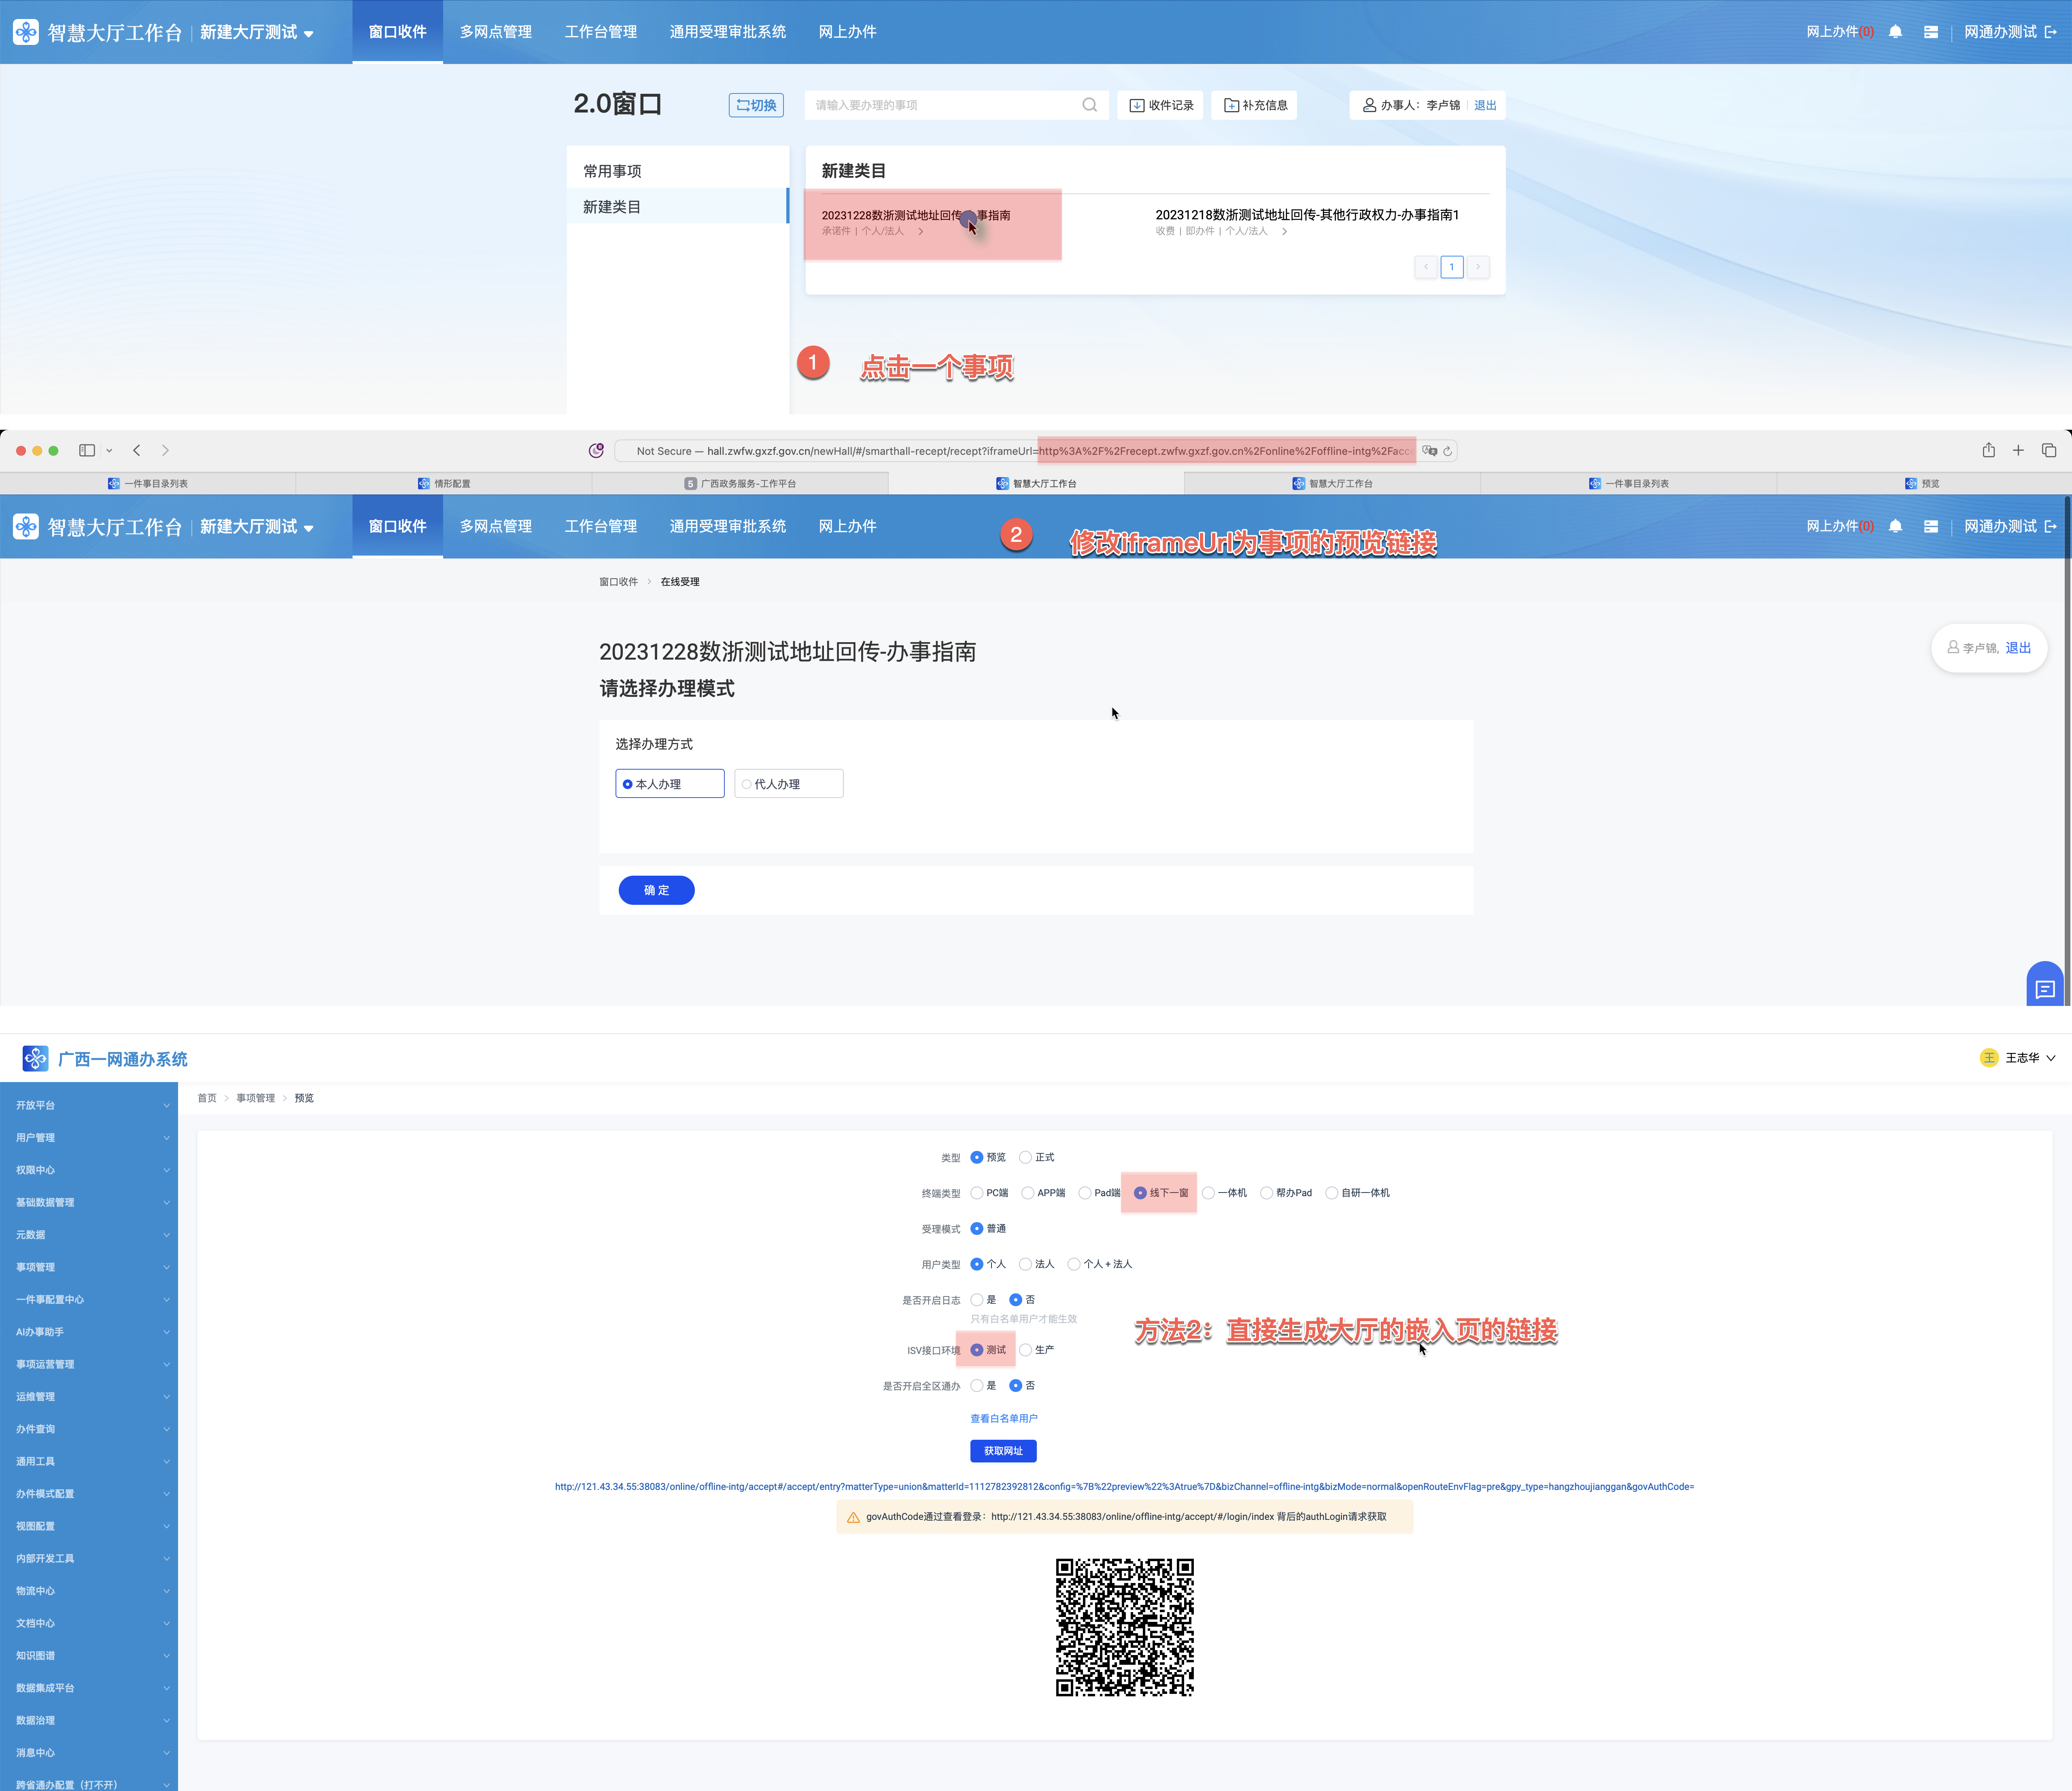 智慧大厅工作台 新建大厅测试 窗口收件 多网点管理 工作台管理 通用受理审批系统 网上办件 网上办件(0) 网通办测试
2.0窗口 切换 请输入要办理的事项 收件记录 补充信息 办事人：李卢锦 退出
常用事项
新建类目
新建类目
20231228数浙测试地址回传 事指南
承诺件 | 个人/法人
20231218数浙测试地址回传-其他行政权力-办事指南1
收费 | 即办件 | 个人/法人
1
1 点击一个事项
Not Secure — hall.zwfw.gxzf.gov.cn/newHall/#/smarthall-recept/recept?iframeUrl=http%3A%2F%2Frecept.zwfw.gxzf.gov.cn%2Fonline%2Foffline-intg%2Facc
一件事目录列表 情形配置 5 广西政务服务-工作平台 智慧大厅工作台 智慧大厅工作台 一件事目录列表 预览
智慧大厅工作台 新建大厅测试 窗口收件 多网点管理 工作台管理 通用受理审批系统 网上办件 网上办件(0) 网通办测试
2 修改iframeUrl为事项的预览链接
窗口收件 > 在线受理
20231228数浙测试地址回传-办事指南
李卢锦, 退出
请选择办理模式
选择办理方式
本人办理 代人办理
确 定
广西一网通办系统 王 王志华
开放平台
用户管理
权限中心
基础数据管理
元数据
事项管理
一件事配置中心
AI办事助手
事项运营管理
运维管理
办件查询
通用工具
办件模式配置
视图配置
内部开发工具
物流中心
文档中心
知识图谱
数据集成平台
数据治理
消息中心
跨省通办配置（打不开）
首页 > 事项管理 > 预览
类型 预览 正式
终端类型 PC端 APP端 Pad端 线下一窗 一体机 帮办Pad 自研一体机
受理模式 普通
用户类型 个人 法人 个人+法人
是否开启日志 是 否
只有白名单用户才能生效
方法2：直接生成大厅的嵌入页的链接
ISV接口环境 测试 生产
是否开启全区通办 是 否
查看白名单用户
获取网址
http://121.43.34.55:38083/online/offline-intg/accept#/accept/entry?matterType=union&matterId=1112782392812&config=%7B%22preview%22%3Atrue%7D&bizChannel=offline-intg&bizMode=normal&openRouteEnvFlag=pre&gpy_type=hangzhoujianggan&govAuthCode=
govAuthCode通过查看登录：http://121.43.34.55:38083/online/offline-intg/accept/#/login/index 背后的authLogin请求获取